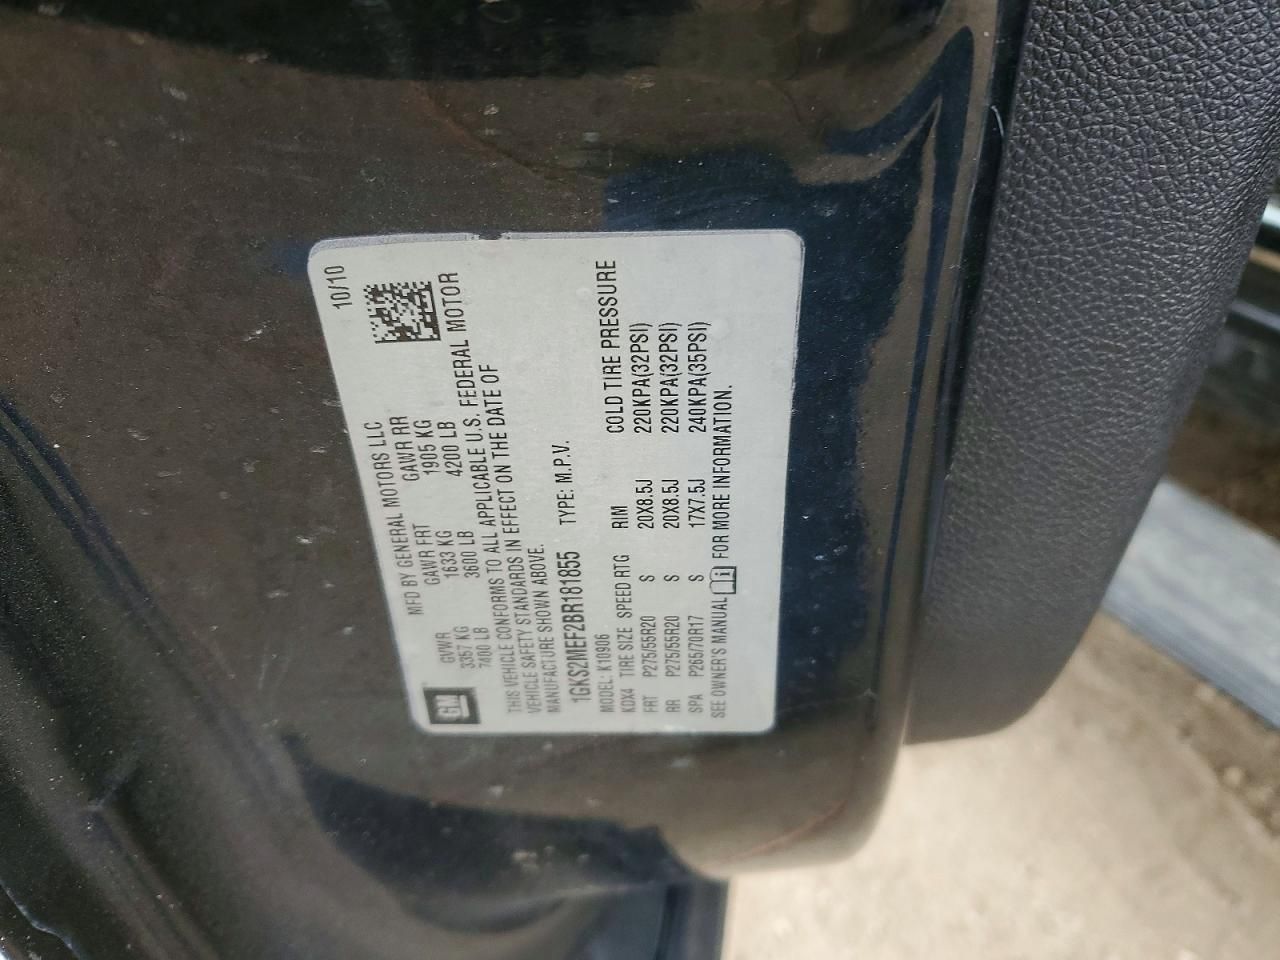 MFD BY GENERAL MOTORS LLC 10/10
GM
GVWR GAWR FRT GAWR RR
3357 KG 1633 KG 1905 KG
7400 LB 3600 LB 4200 LB
THIS VEHICLE CONFORMS TO ALL APPLICABLE U.S. FEDERAL MOTOR
VEHICLE SAFETY STANDARDS IN EFFECT ON THE DATE OF
MANUFACTURE SHOWN ABOVE.
1GKS2MEF2BR181855 TYPE: M.P.V.
MODEL: K10906
KDX4 TIRE SIZE SPEED RTG RIM COLD TIRE PRESSURE
FRT P275/55R20 S 20X8.5J 220KPA(32PSI)
RR P275/55R20 S 20X8.5J 220KPA(32PSI)
SPA P265/70R17 S 17X7.5J 240KPA(35PSI)
SEE OWNER'S MANUAL i FOR MORE INFORMATION.